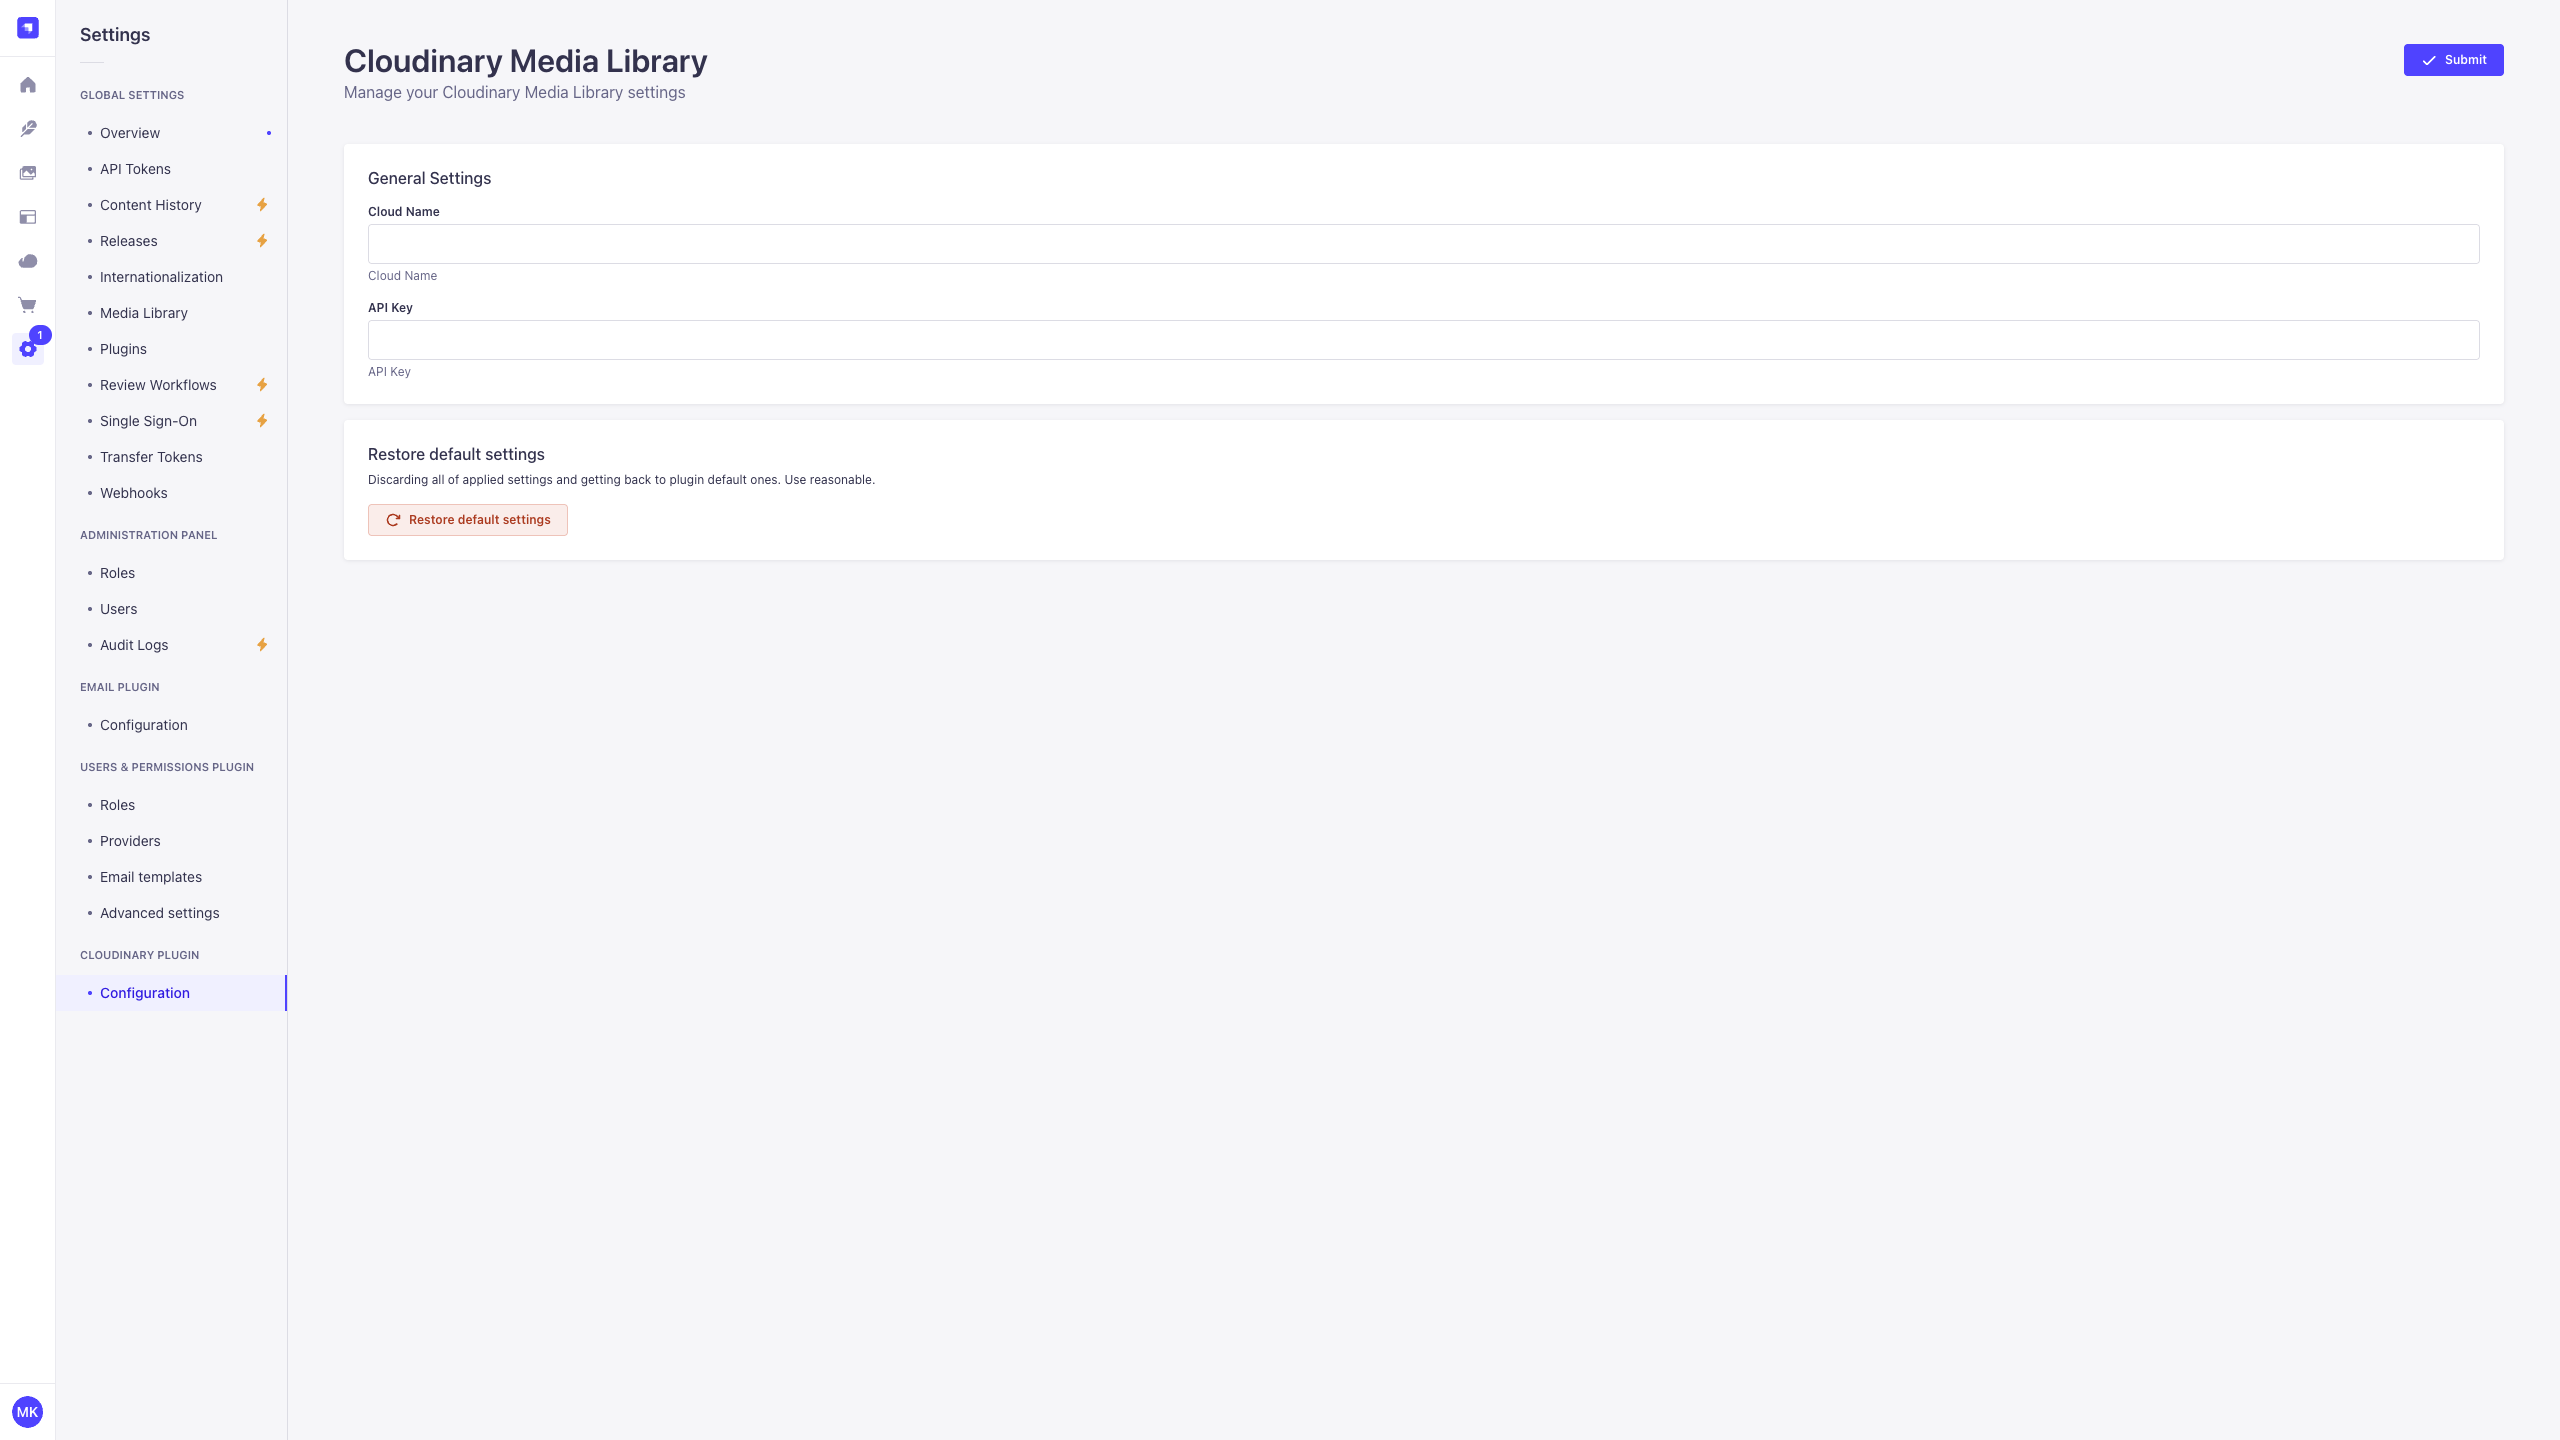 Settings
GLOBAL SETTINGS
Overview
API Tokens
Content History
Releases
Internationalization
Media Library
Plugins
Review Workflows
Single Sign-On
Transfer Tokens
Webhooks
ADMINISTRATION PANEL
Roles
Users
Audit Logs
EMAIL PLUGIN
Configuration
USERS & PERMISSIONS PLUGIN
Roles
Providers
Email templates
Advanced settings
CLOUDINARY PLUGIN
Configuration
1
MK
Cloudinary Media Library
Manage your Cloudinary Media Library settings
Submit
General Settings
Cloud Name
Cloud Name
API Key
API Key
Restore default settings
Discarding all of applied settings and getting back to plugin default ones. Use reasonable.
Restore default settings